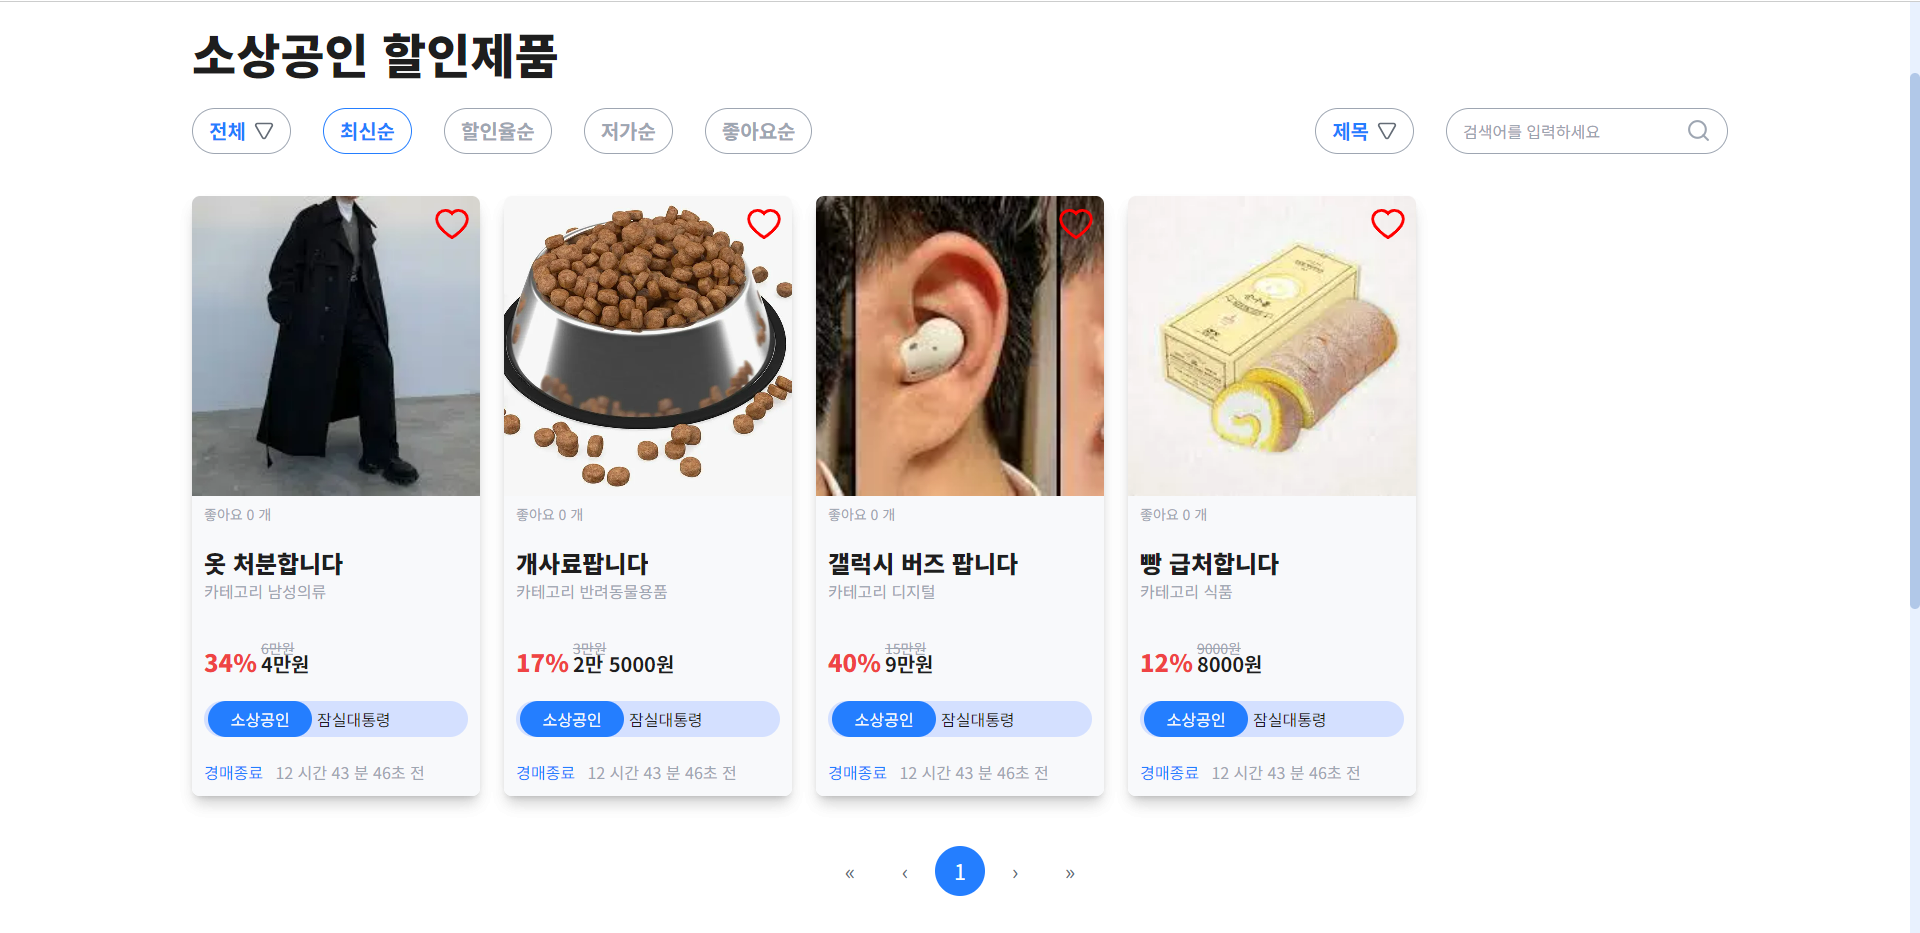 소상공인 할인제품
전체 최신순 할인율순 저가순 좋아요순 제목 검색어를 입력하세요
좋아요 0 개
옷 처분합니다
카테고리 남성의류
6만원
34% 4만원
소상공인 잠실대통령
경매종료 12 시간 43 분 46초 전
좋아요 0 개
개사료팝니다
카테고리 반려동물용품
3만원
17% 2만 5000원
소상공인 잠실대통령
경매종료 12 시간 43 분 46초 전
좋아요 0 개
갤럭시 버즈 팝니다
카테고리 디지털
15만원
40% 9만원
소상공인 잠실대통령
경매종료 12 시간 43 분 46초 전
좋아요 0 개
빵 급처합니다
카테고리 식품
9000원
12% 8000원
소상공인 잠실대통령
경매종료 12 시간 43 분 46초 전
« ‹ 1 › »